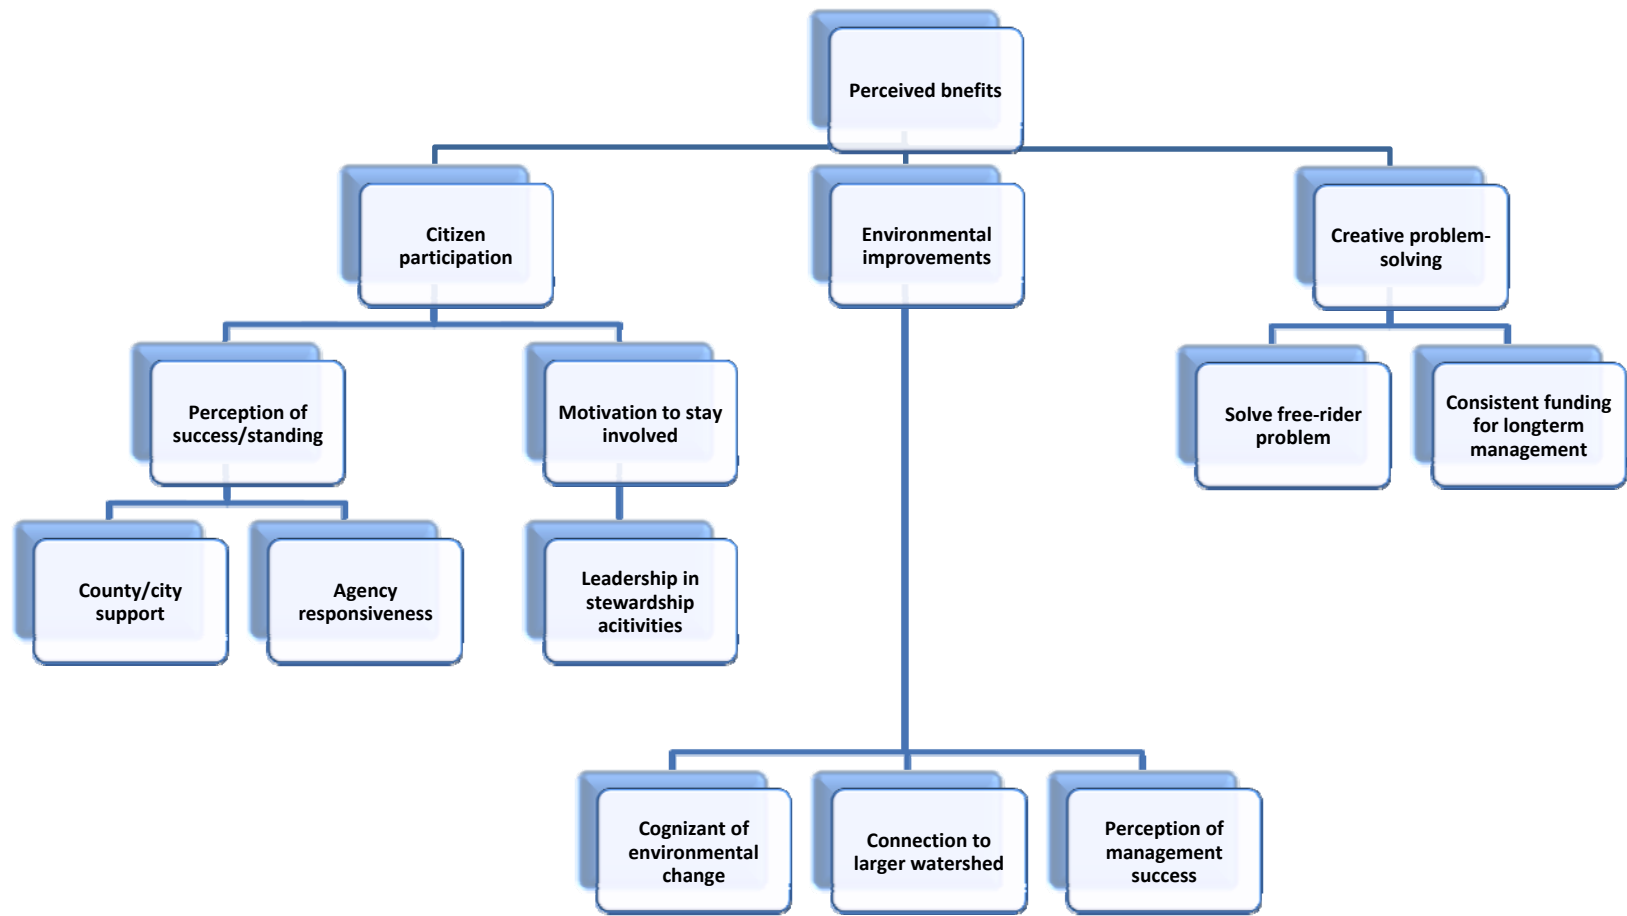 Perceived bnefits
Citizen
participation
Environmental
improvements
Creative problem-
solving
Perception of
success/standing
Motivation to stay
involved
Solve free-rider
problem
Consistent funding
for longterm
management
County/city
support
Agency
responsiveness
Leadership in
stewardship
acitivities
Cognizant of
environmental
change
Connection to
larger watershed
Perception of
management
success